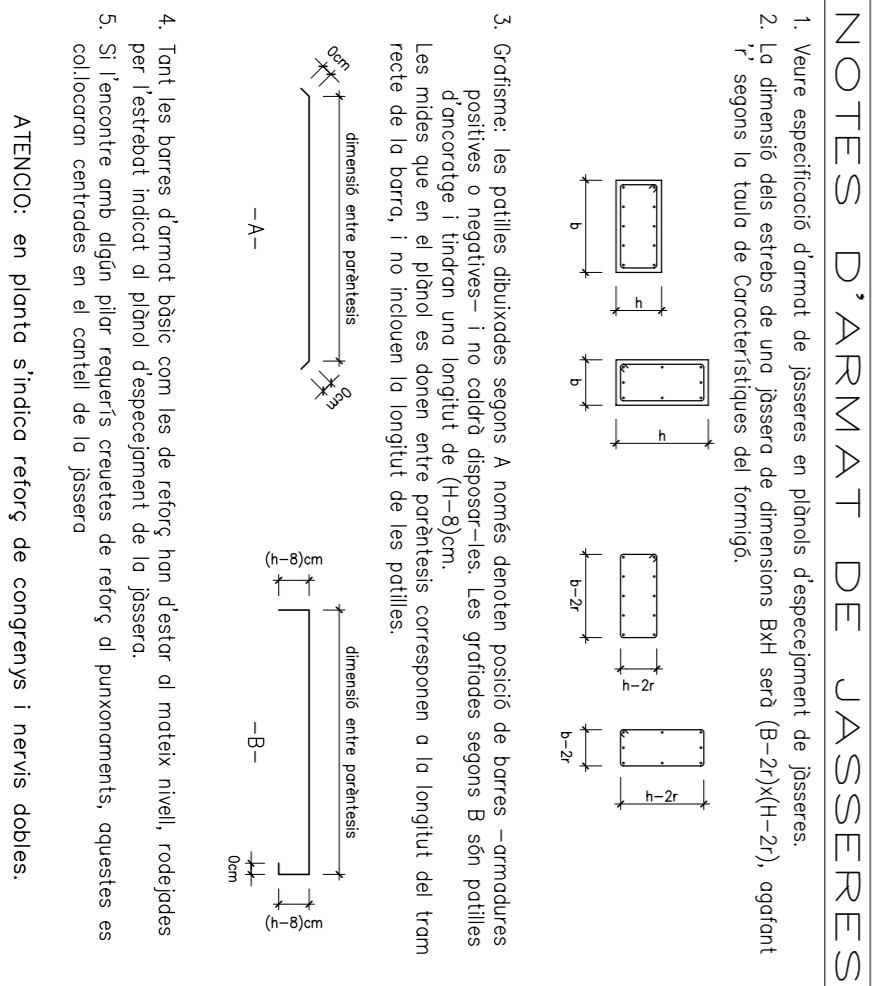 NOTES D'ARMAT DE JASSERES
1. Veure especificació d'armat de jàsseres en plànols d'especejament de jàsseres.
2. La dimensió dels estrebs de una jàssera de dimensions BxH serà (B-2r)x(H-2r), agafant
'r' segons la taula de Característiques del formigó.
b
h
b
h
b-2r
h-2r
b-2r
h-2r
3. Grafisme: les patilles dibuixades segons A només denoten posició de barres -armadures
positives o negatives- i no caldrà disposar-les. Les grafiades segons B són patilles
d'ancoratge i tindran una longitut de (H-8)cm.
Les mides que en el plànol es donen entre parèntesis corresponen a la longitut del tram
recte de la barra, i no inclouen la longitut de les patilles.
0cm
dimensió entre parèntesis
0cm
-A-
(h-8)cm
dimensió entre parèntesis
(h-8)cm
0cm
-B-
4. Tant les barres d'armat bàsic com les de reforç han d'estar al mateix nivell, rodejades
per l'estrebat indicat al plànol d'especejament de la jàssera.
5. Si l'encontre amb algún pilar requerís creuetes de reforç al punxonaments, aquestes es
col.locaran centrades en el cantell de la jàssera
ATENCIO: en planta s'indica reforç de congrenys i nervis dobles.